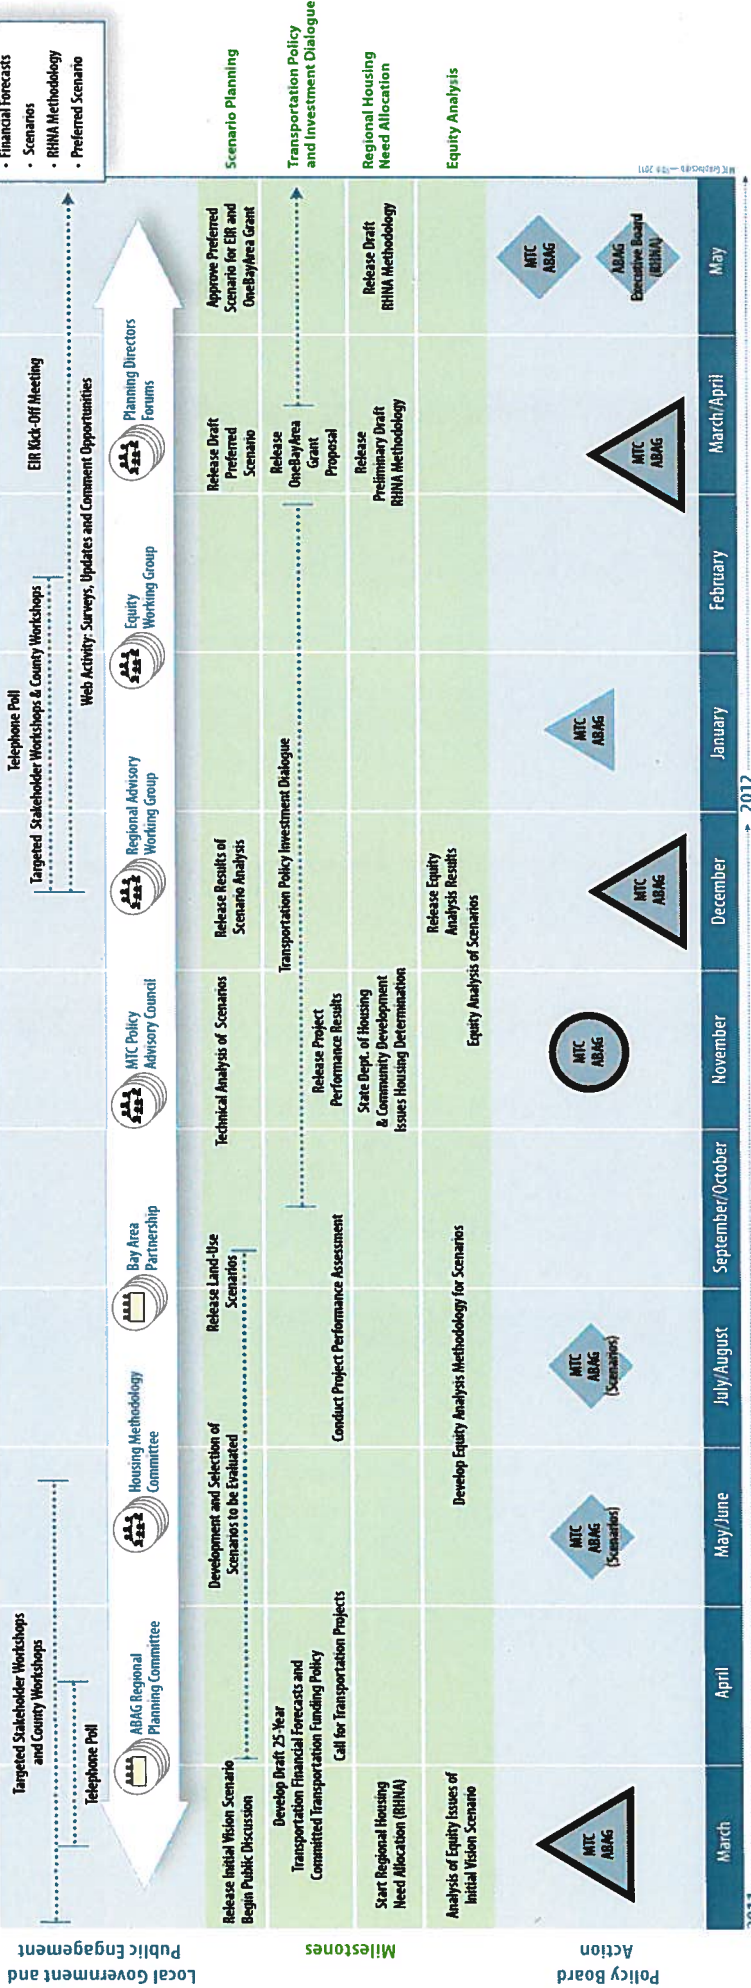 Financial Forecasts
• Scenarios
• RHNA Methodology
• Preferred Scenario
Local Government and
Public Engagement
Targeted Stakeholder Workshops
and County Workshops
Telephone Poll
Telephone Poll
Targeted Stakeholder Workshops & County Workshops
EIR Kick-Off Meeting
Web Activity: Surveys, Updates and Comment Opportunities
ABAG Regional
Planning Committee
Housing Methodology
Committee
Bay Area
Partnership
MTC Policy
Advisory Council
Regional Advisory
Working Group
Equity
Working Group
Planning Directors
Forums
Milestones
Release Initial Vision Scenario
Begin Public Discussion
Development and Selection of
Scenarios to be Evaluated
Release Land-Use
Scenarios
Technical Analysis of Scenarios
Release Results of
Scenario Analysis
Release Draft
Preferred
Scenario
Approve Preferred
Scenario for EIR and
OneBayArea Grant
Scenario Planning
Develop Draft 25-Year
Transportation Financial Forecasts and
Committed Transportation Funding Policy
Call for Transportation Projects
Conduct Project Performance Assessment
Transportation Policy Investment Dialogue
Release Project
Performance Results
Release
OneBayArea
Grant
Proposal
Transportation Policy
and Investment Dialogue
Start Regional Housing
Need Allocation (RHNA)
State Dept. of Housing
& Community Development
Issues Housing Determination
Release
Preliminary Draft
RHNA Methodology
Release Draft
RHNA Methodology
Regional Housing
Need Allocation
Analysis of Equity Issues of
Initial Vision Scenario
Develop Equity Analysis Methodology for Scenarios
Release Equity
Analysis Results
Equity Analysis of Scenarios
Equity Analysis
Policy Board
Action
MTC
ABAG
MTC
ABAG
(Scenarios)
MTC
ABAG
(Scenarios)
MTC
ABAG
MTC
ABAG
MTC
ABAG
MTC
ABAG
MTC
ABAG
ABAG
Executive Board
(RHNA)
March
April
May/June
July/August
September/October
November
December
January
February
March/April
May
2012